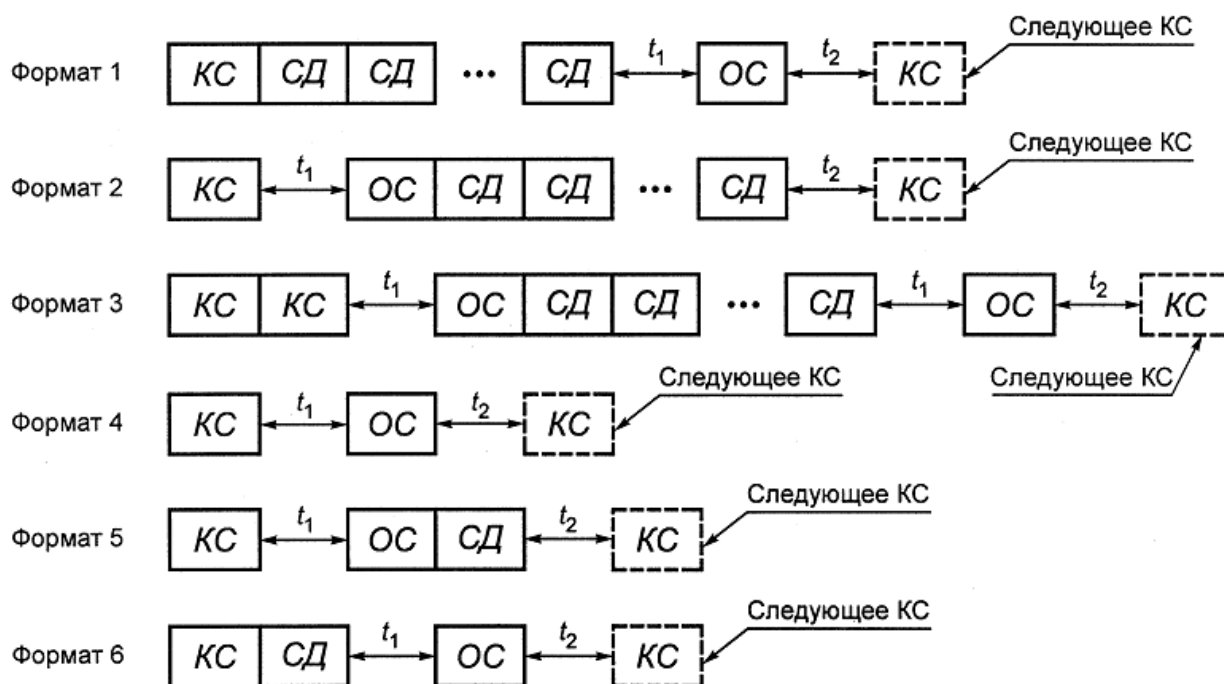 Следующее КС
Формат 1 КС СД СД ... СД t1 ОС t2 КС
Следующее КС
Формат 2 КС t1 ОС СД СД ... СД t2 КС
Формат 3 КС КС t1 ОС СД СД ... СД t1 ОС t2 КС
Следующее КС Следующее КС
Формат 4 КС t1 ОС t2 КС
Следующее КС
Формат 5 КС t1 ОС СД t2 КС
Следующее КС
Формат 6 КС СД t1 ОС t2 КС